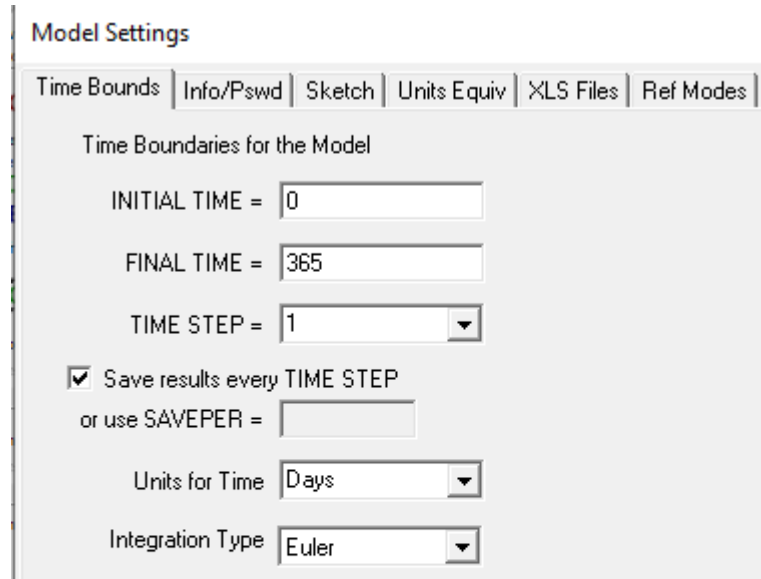 Model Settings
Time Bounds Info/Pswd Sketch Units Equiv XLS Files Ref Modes
Time Boundaries for the Model
INITIAL TIME = 0
FINAL TIME = 365
TIME STEP = 1
Save results every TIME STEP
or use SAVEPER =
Units for Time Days
Integration Type Euler